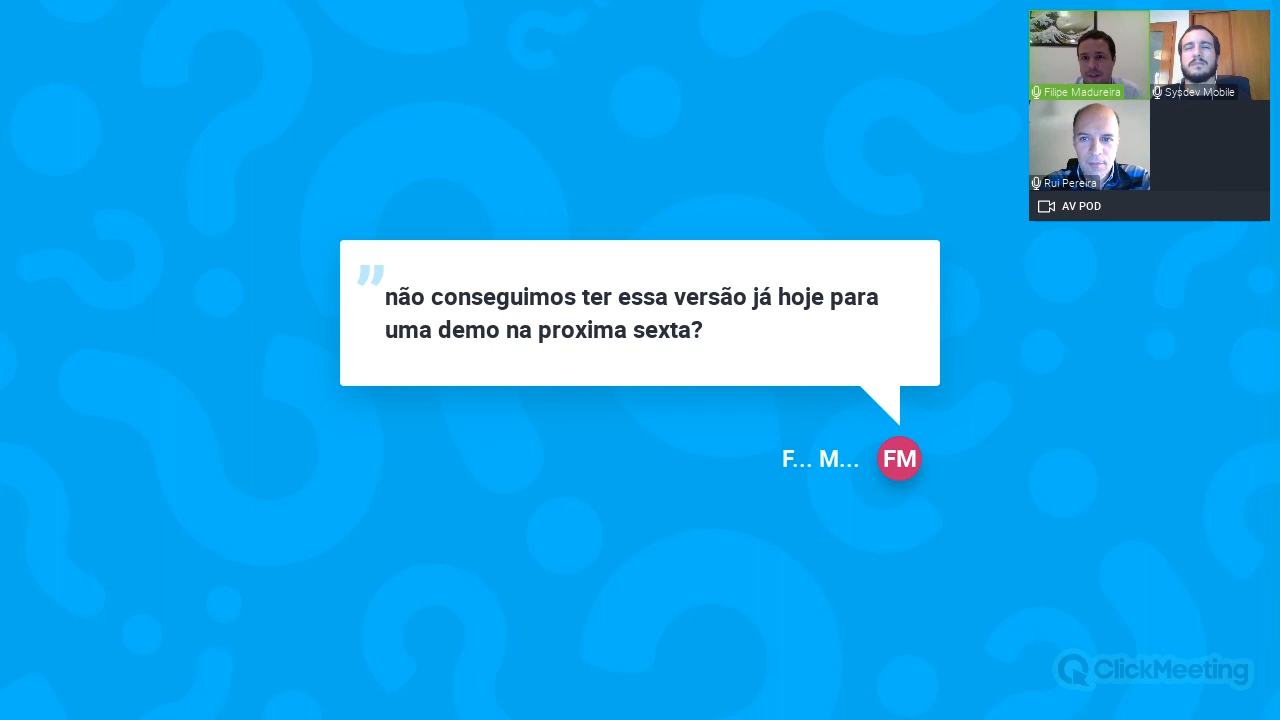 Filipe Madureira
Sysdev Mobile
Rui Pereira
AV POD
”
não conseguimos ter essa versão já hoje para
uma demo na proxima sexta?
F... M...
FM
ClickMeeting